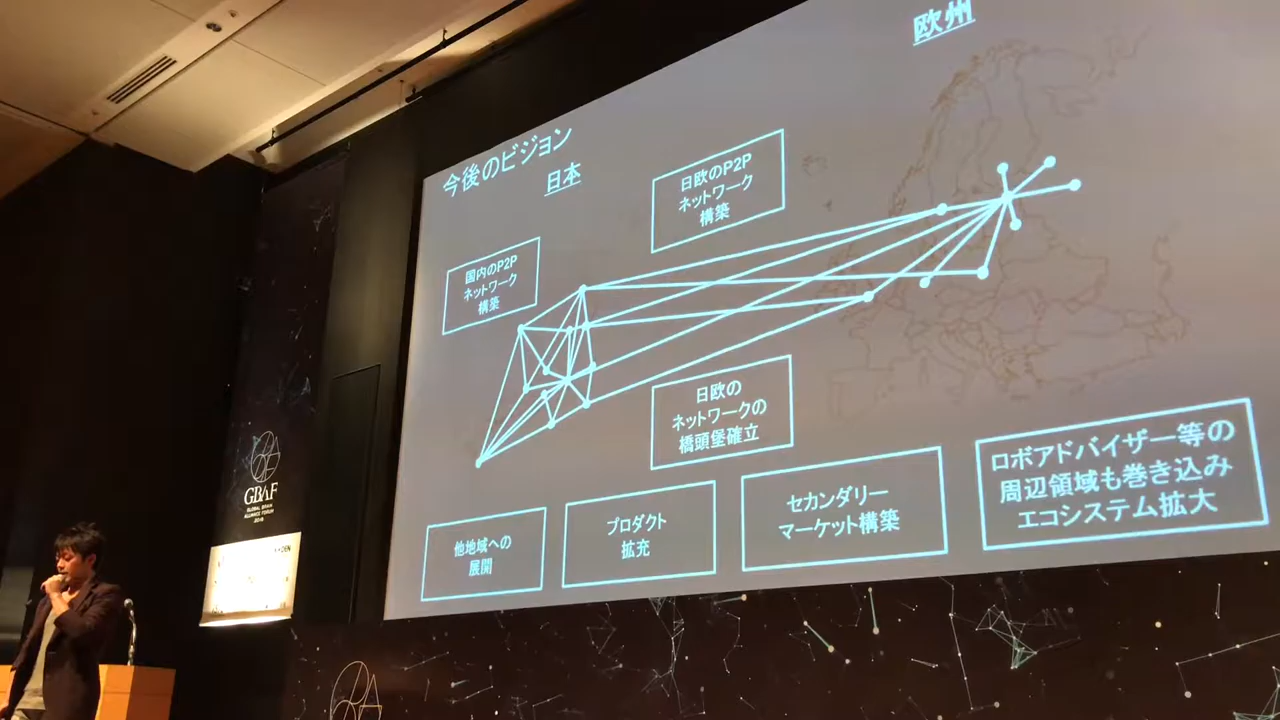 欧州
今後のビジョン
日本
日欧のP2P
ネットワーク
構築
国内のP2P
ネットワーク
構築
日欧の
ネットワークの
橋頭堡確立
他地域への
展開
プロダクト
拡充
セカンダリー
マーケット構築
ロボアドバイザー等の
周辺領域も巻き込み
エコシステム拡大
GBAF
GLOBAL BRAIN
ALLIANCE FORUM